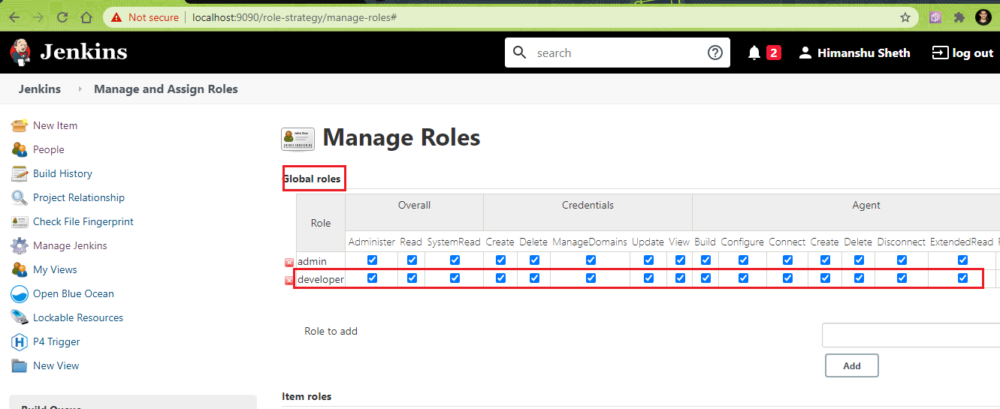 Not secure | localhost:9090/role-strategy/manage-roles#
Jenkins
search
2
Himanshu Sheth
log out
Jenkins
Manage and Assign Roles
New Item
People
Build History
Project Relationship
Check File Fingerprint
Manage Jenkins
My Views
Open Blue Ocean
Lockable Resources
P4 Trigger
New View
Build Queue
John Doe
Manage Roles
Global roles
Role Overall Credentials Agent
Administer Read SystemRead Create Delete ManageDomains Update View Build Configure Connect Create Delete Disconnect ExtendedRead
admin
developer
Role to add
Add
Item roles